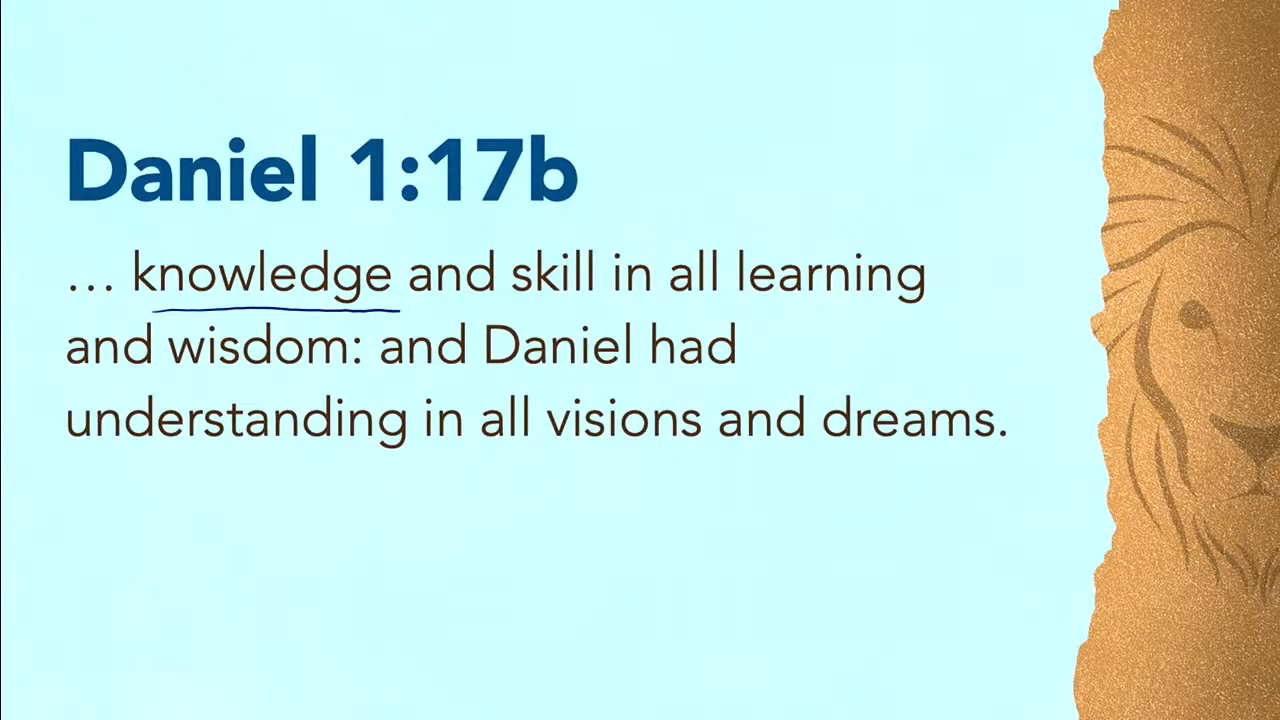 Daniel 1:17b
… knowledge and skill in all learning
and wisdom: and Daniel had
understanding in all visions and dreams.